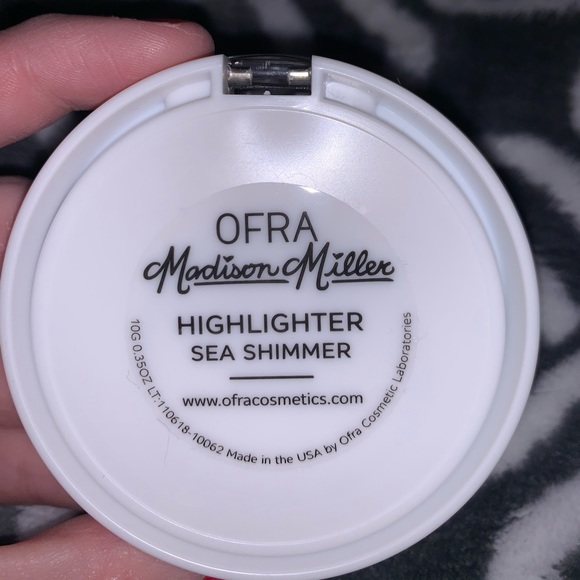 OFRA
Madison Miller
HIGHLIGHTER
SEA SHIMMER
www.ofracosmetics.com
10G 0.35OZ LT:110618-10062 Made in the USA by Ofra Cosmetic Laboratories